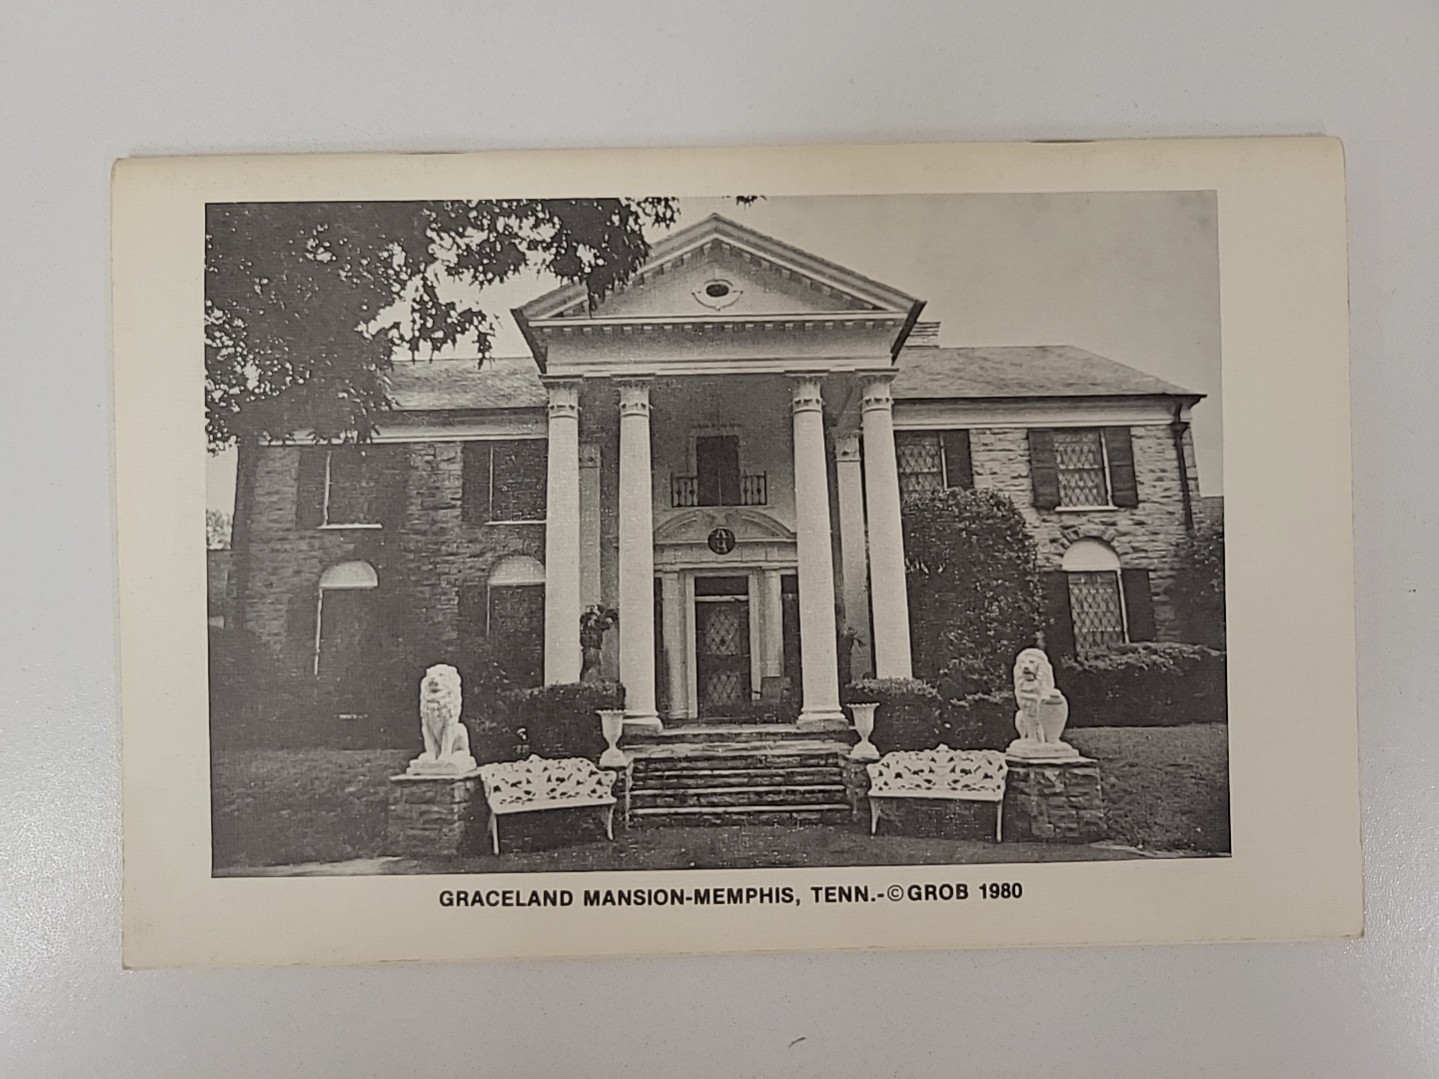 GRACELAND MANSION-MEMPHIS, TENN.-©GROB 1980